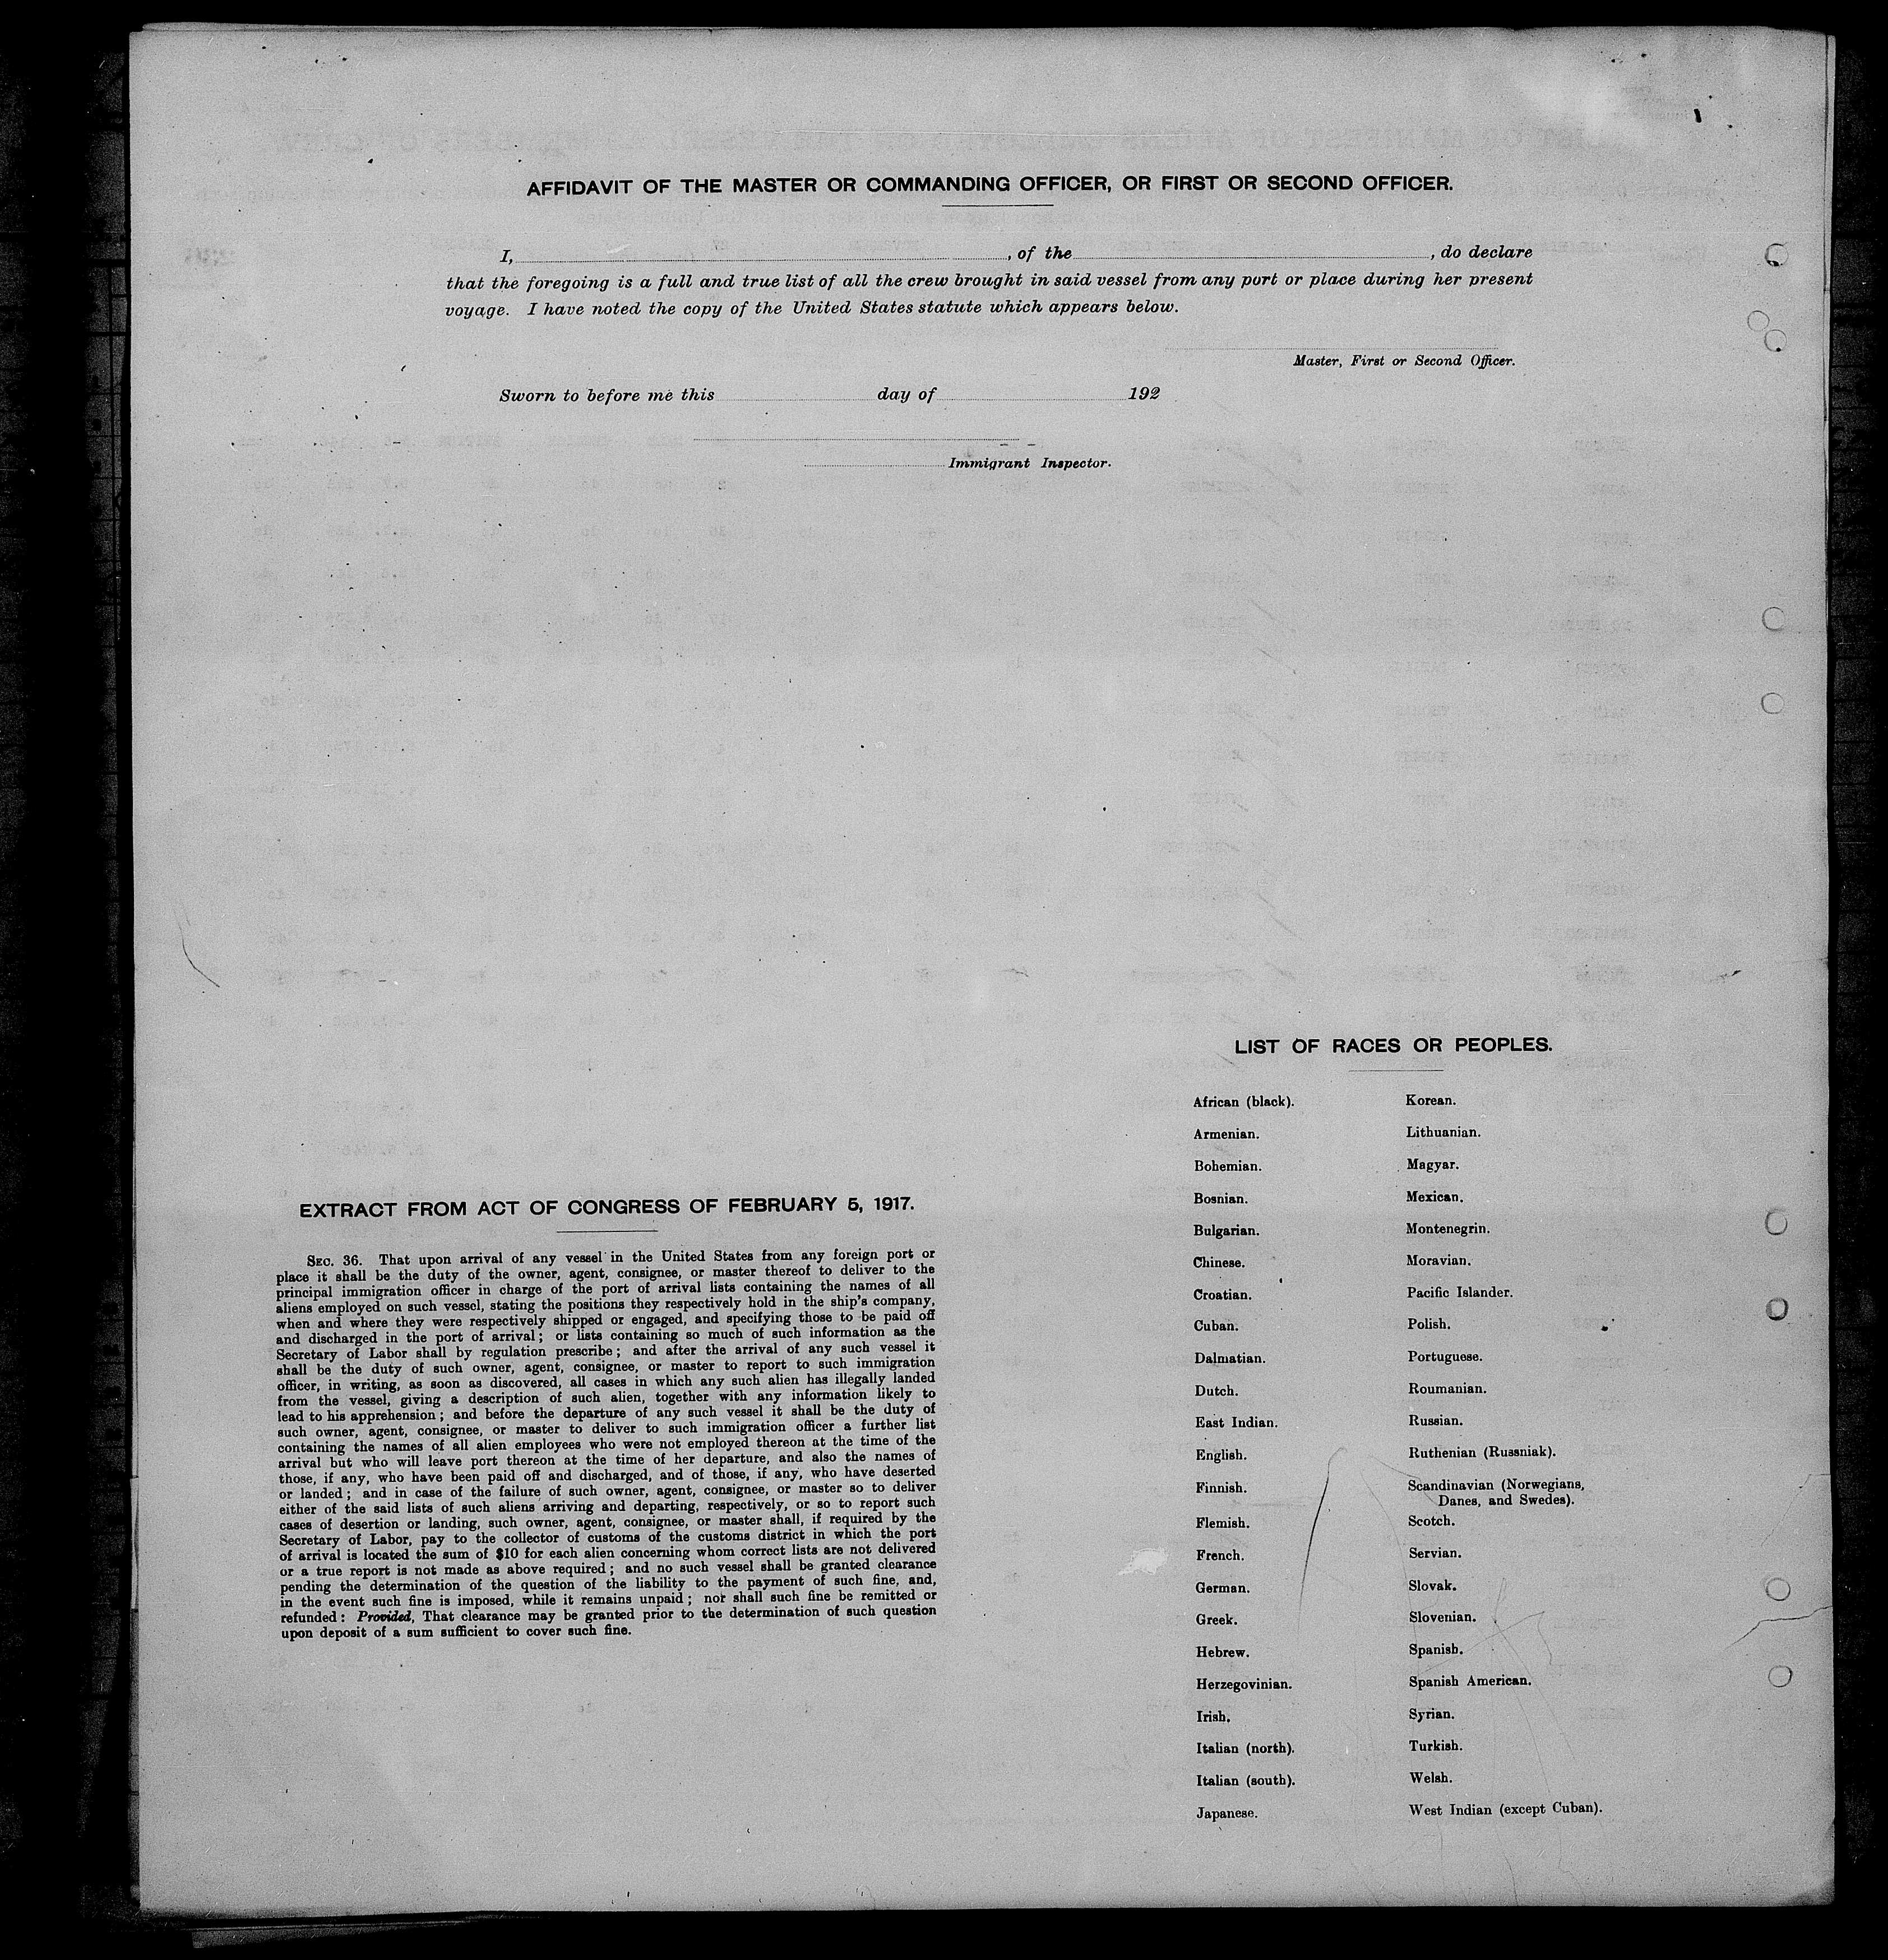 AFFIDAVIT OF THE MASTER OR COMMANDING OFFICER, OR FIRST OR SECOND OFFICER.
I, , of the , do declare
that the foregoing is a full and true list of all the crew brought in said vessel from any port or place during her present
voyage. I have noted the copy of the United States statute which appears below.
Master, First or Second Officer.
Sworn to before me this day of 192
Immigrant Inspector.
EXTRACT FROM ACT OF CONGRESS OF FEBRUARY 5, 1917.
SEC. 36. That upon arrival of any vessel in the United States from any foreign port or
place it shall be the duty of the owner, agent, consignee, or master thereof to deliver to the
principal immigration officer in charge of the port of arrival lists containing the names of all
aliens employed on such vessel, stating the positions they respectively hold in the ship's company,
when and where they were respectively shipped or engaged, and specifying those to be paid off
and discharged in the port of arrival; or lists containing so much of such information as the
Secretary of Labor shall by regulation prescribe; and after the arrival of any such vessel it
shall be the duty of such owner, agent, consignee, or master to report to such immigration
officer, in writing, as soon as discovered, all cases in which any such alien has illegally landed
from the vessel, giving a description of such alien, together with any information likely to
lead to his apprehension; and before the departure of any such vessel it shall be the duty of
such owner, agent, consignee, or master to deliver to such immigration officer a further list
containing the names of all alien employees who were not employed thereon at the time of the
arrival but who will leave port thereon at the time of her departure, and also the names of
those, if any, who have been paid off and discharged, and of those, if any, who have deserted
or landed; and in case of the failure of such owner, agent, consignee, or master so to deliver
either of the said lists of such aliens arriving and departing, respectively, or so to report such
cases of desertion or landing, such owner, agent, consignee, or master shall, if required by the
Secretary of Labor, pay to the collector of customs of the customs district in which the port
of arrival is located the sum of $10 for each alien concerning whom correct lists are not delivered
or a true report is not made as above required; and no such vessel shall be granted clearance
pending the determination of the question of the liability to the payment of such fine, and,
in the event such fine is imposed, while it remains unpaid; nor shall such fine be remitted or
refunded: Provided, That clearance may be granted prior to the determination of such question
upon deposit of a sum sufficient to cover such fine.
LIST OF RACES OR PEOPLES.
African (black).
Armenian.
Bohemian.
Bosnian.
Bulgarian.
Chinese.
Croatian.
Cuban.
Dalmatian.
Dutch.
East Indian.
English.
Finnish.
Flemish.
French.
German.
Greek.
Hebrew.
Herzegovinian.
Irish.
Italian (north).
Italian (south).
Japanese.
Korean.
Lithuanian.
Magyar.
Mexican.
Montenegrin.
Moravian.
Pacific Islander.
Polish.
Portuguese.
Roumanian.
Russian.
Ruthenian (Russniak).
Scandinavian (Norwegians,
Danes, and Swedes).
Scotch.
Servian.
Slovak.
Slovenian.
Spanish.
Spanish American.
Syrian.
Turkish.
Welsh.
West Indian (except Cuban).